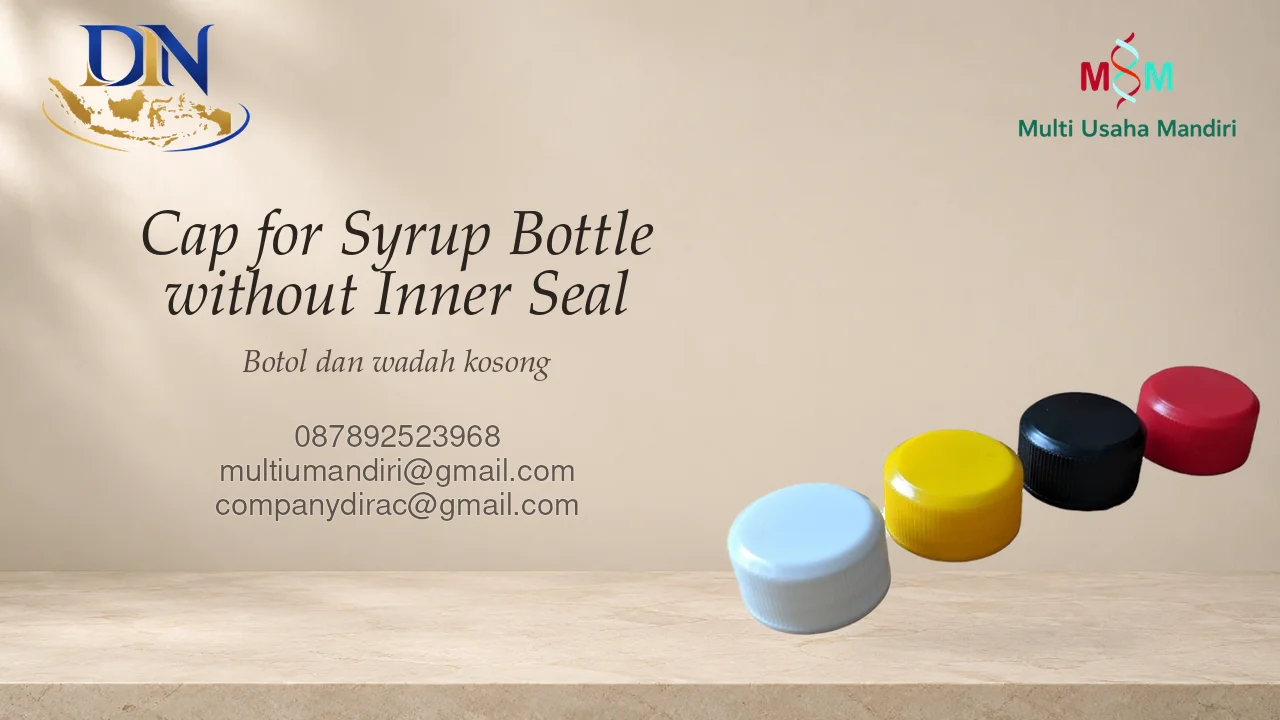 DN
M M
Multi Usaha Mandiri
Cap for Syrup Bottle
without Inner Seal
Botol dan wadah kosong
087892523968
multiumandiri@gmail.com
companydirac@gmail.com